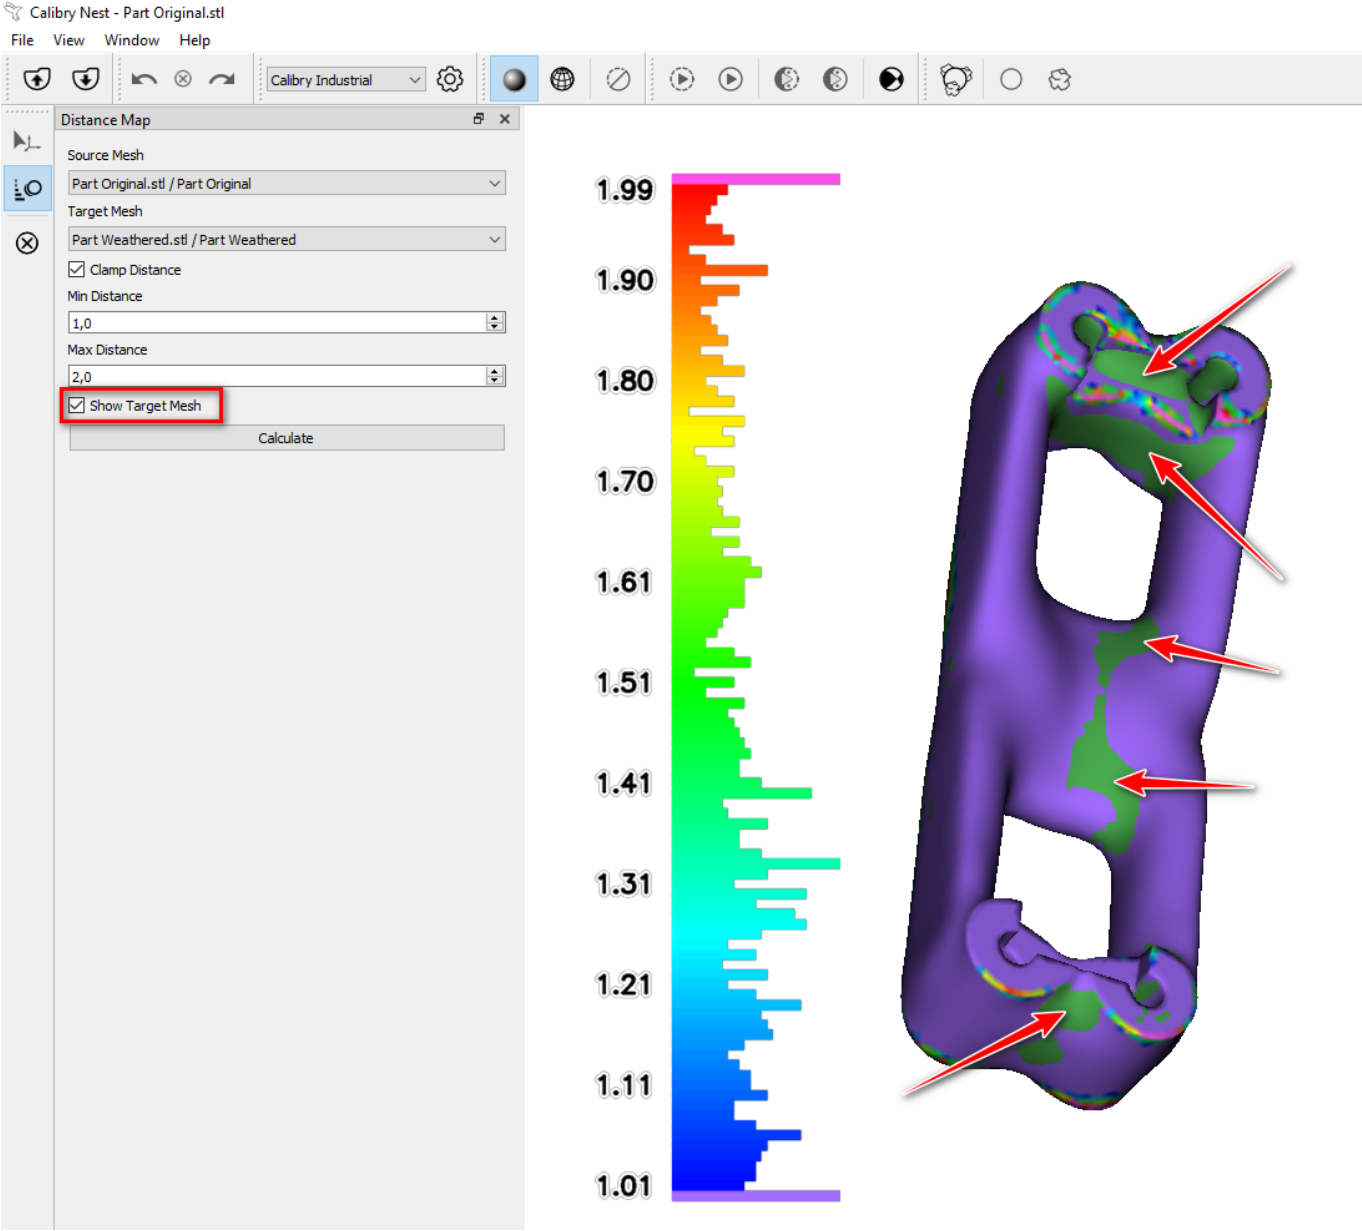 Calibry Nest - Part Original.stl
File View Window Help
Calibry Industrial
Distance Map
Source Mesh
Part Original.stl / Part Original
Target Mesh
Part Weathered.stl / Part Weathered
Clamp Distance
Min Distance
1,0
Max Distance
2,0
Show Target Mesh
Calculate
1.99
1.90
1.80
1.70
1.61
1.51
1.41
1.31
1.21
1.11
1.01